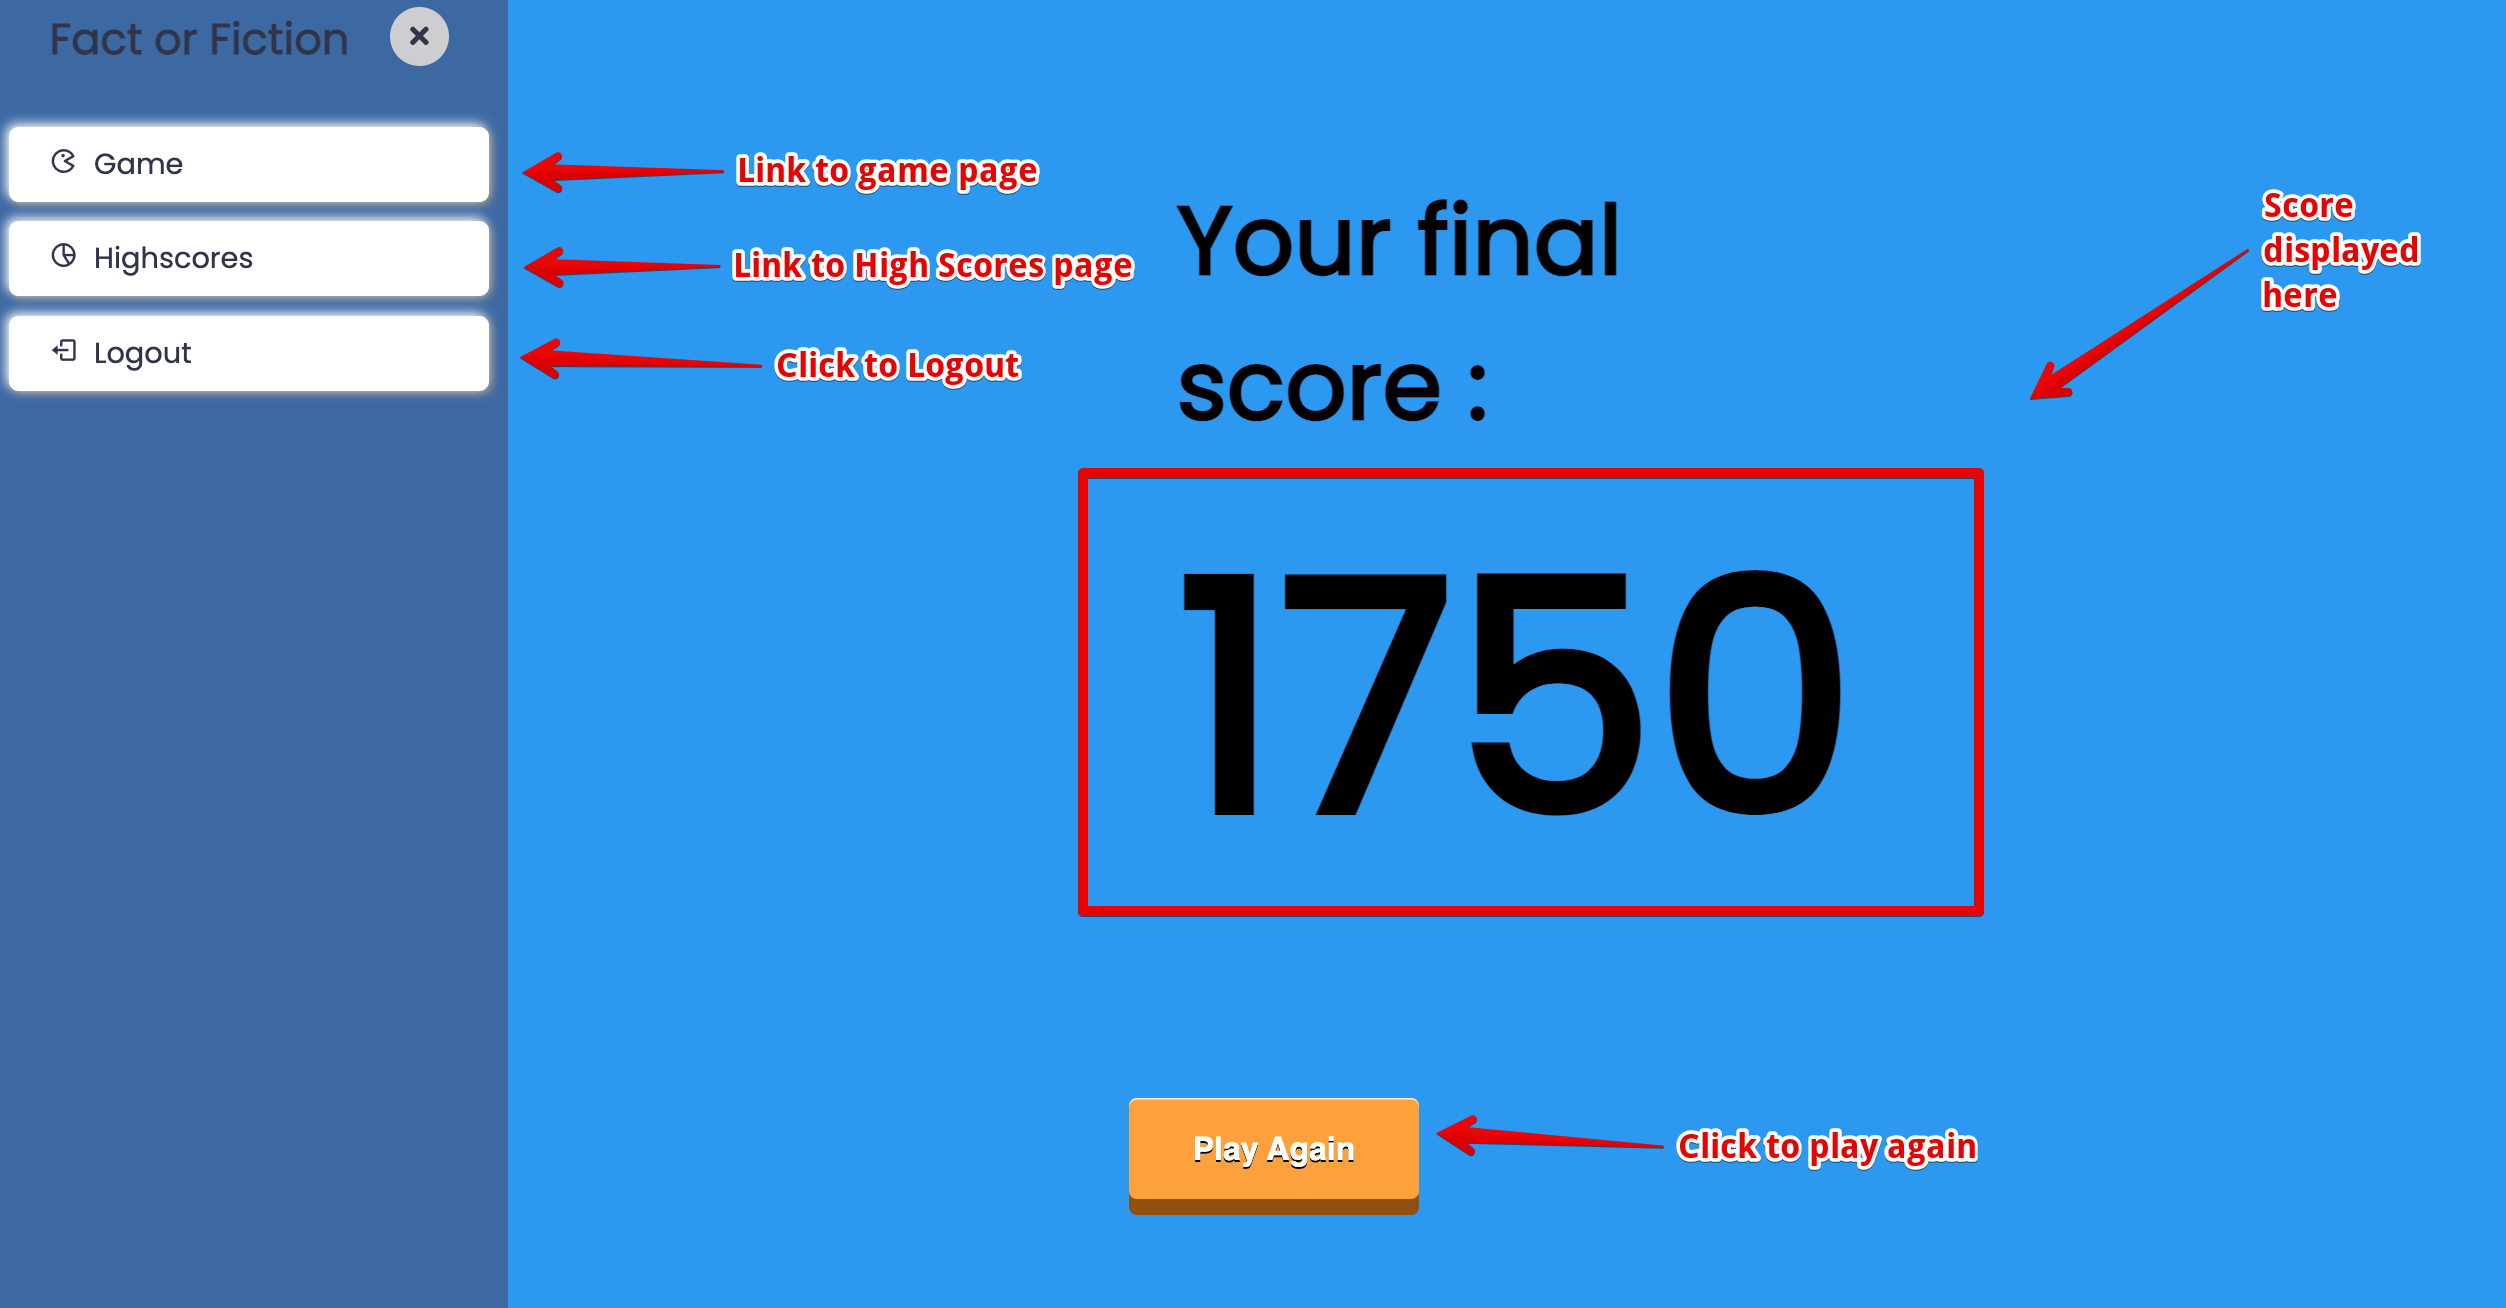 Fact or Fiction
Game
Highscores
Logout
Link to game page
Link to High Scores page
Click to Logout
Your final
score :
1750
Score
displayed
here
Play Again
Click to play again